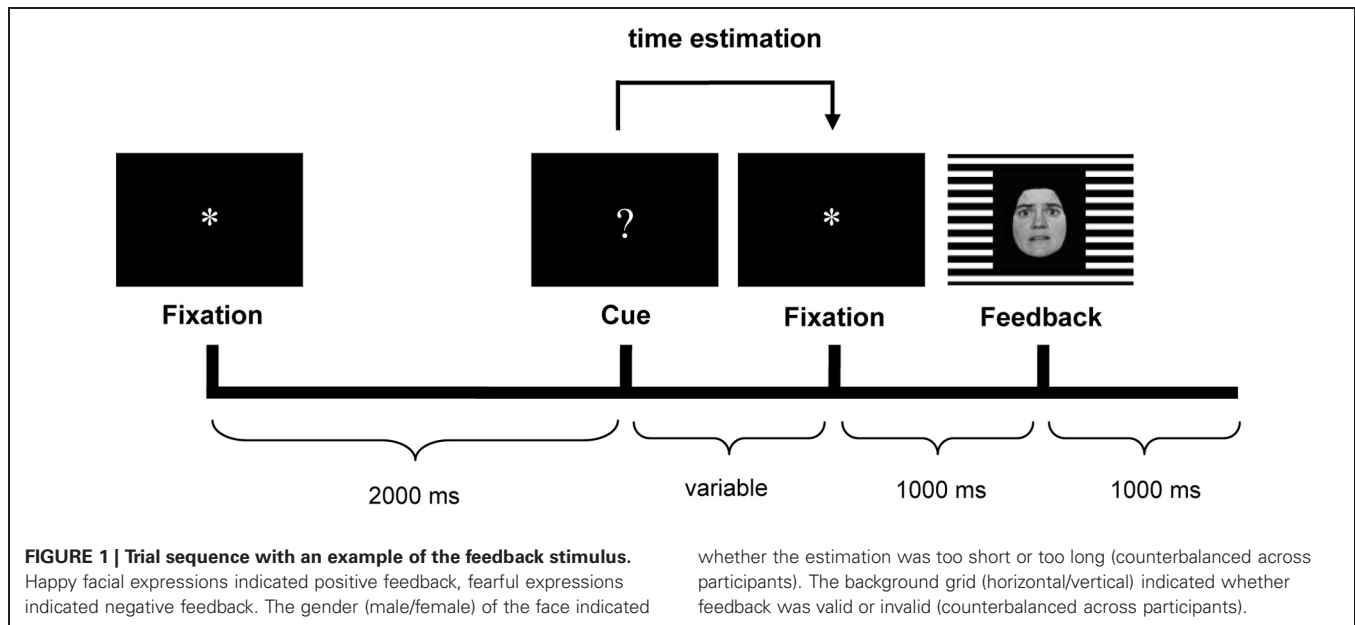 time estimation
*
?
*
Fixation
Cue
Fixation
Feedback
2000 ms
variable
1000 ms
1000 ms
FIGURE 1 | Trial sequence with an example of the feedback stimulus.
Happy facial expressions indicated positive feedback, fearful expressions
indicated negative feedback. The gender (male/female) of the face indicated
whether the estimation was too short or too long (counterbalanced across
participants). The background grid (horizontal/vertical) indicated whether
feedback was valid or invalid (counterbalanced across participants).